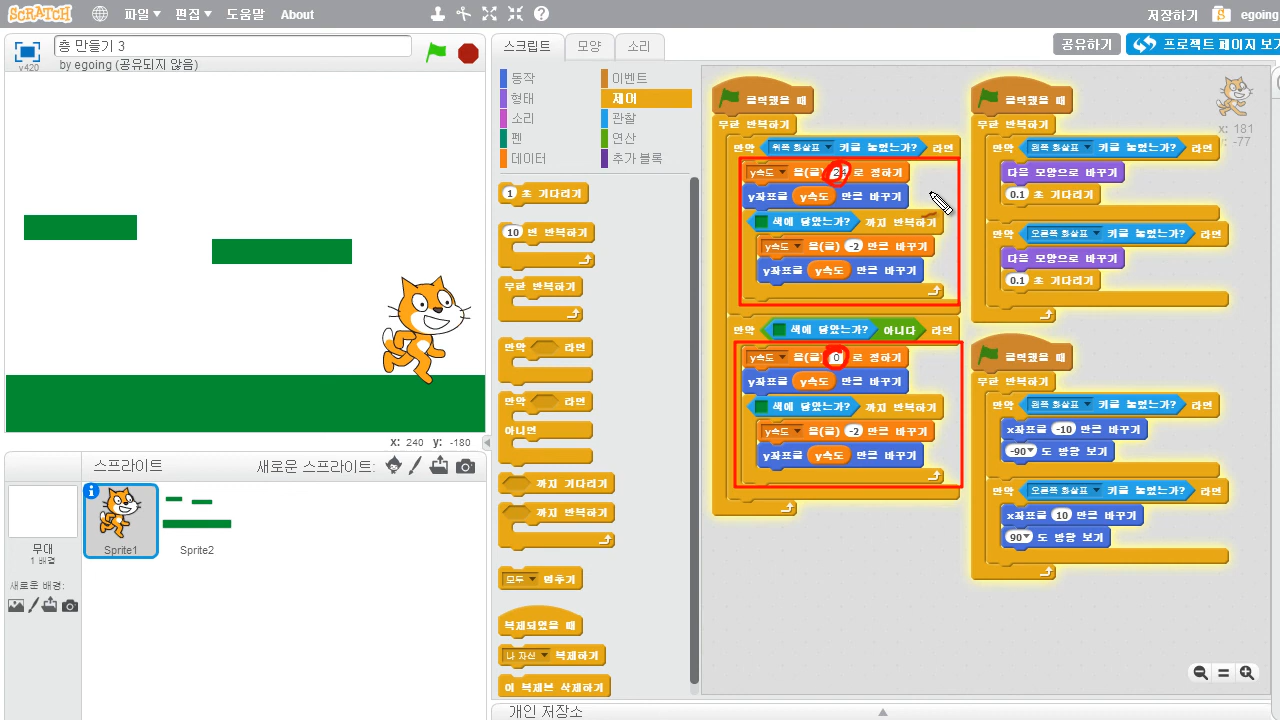 SCRATCH 파일 편집 도움말 About 저장하기 egoing
v420
총 만들기 3
by egoing (공유되지 않음)
스크립트 모양 소리
공유하기 프로젝트 페이지 보기
동작 이벤트
형태 제어
소리 관찰
펜 연산
데이터 추가 블록
1 초 기다리기
10 번 반복하기
무한 반복하기
만약 라면
만약 라면
아니면
까지 기다리기
까지 반복하기
모두 멈추기
복제되었을 때
나 자신 복제하기
이 복제본 삭제하기
클릭했을 때
무한 반복하기
만약 위쪽 화살표 키를 눌렀는가? 라면
y속도 을(를) 로 정하기
y좌표를 y속도 만큼 바꾸기
색에 닿았는가? 까지 반복하기
y속도 을(를) -2 만큼 바꾸기
y좌표를 y속도 만큼 바꾸기
만약 색에 닿았는가? 아니다 라면
y속도 을(를) 0 로 정하기
y좌표를 y속도 만큼 바꾸기
색에 닿았는가? 까지 반복하기
y속도 을(를) -2 만큼 바꾸기
y좌표를 y속도 만큼 바꾸기
클릭했을 때
무한 반복하기
만약 왼쪽 화살표 키를 눌렀는가? 라면
다음 모양으로 바꾸기
0.1 초 기다리기
만약 오른쪽 화살표 키를 눌렀는가? 라면
다음 모양으로 바꾸기
0.1 초 기다리기
클릭했을 때
무한 반복하기
만약 왼쪽 화살표 키를 눌렀는가? 라면
x좌표를 -10 만큼 바꾸기
-90 도 방향 보기
만약 오른쪽 화살표 키를 눌렀는가? 라면
x좌표를 10 만큼 바꾸기
90 도 방향 보기
x: 181
y: -77
x: 240 y: -180
스프라이트 새로운 스프라이트:
무대
1 배경
새로운 배경:
Sprite1 Sprite2
개인 저장소